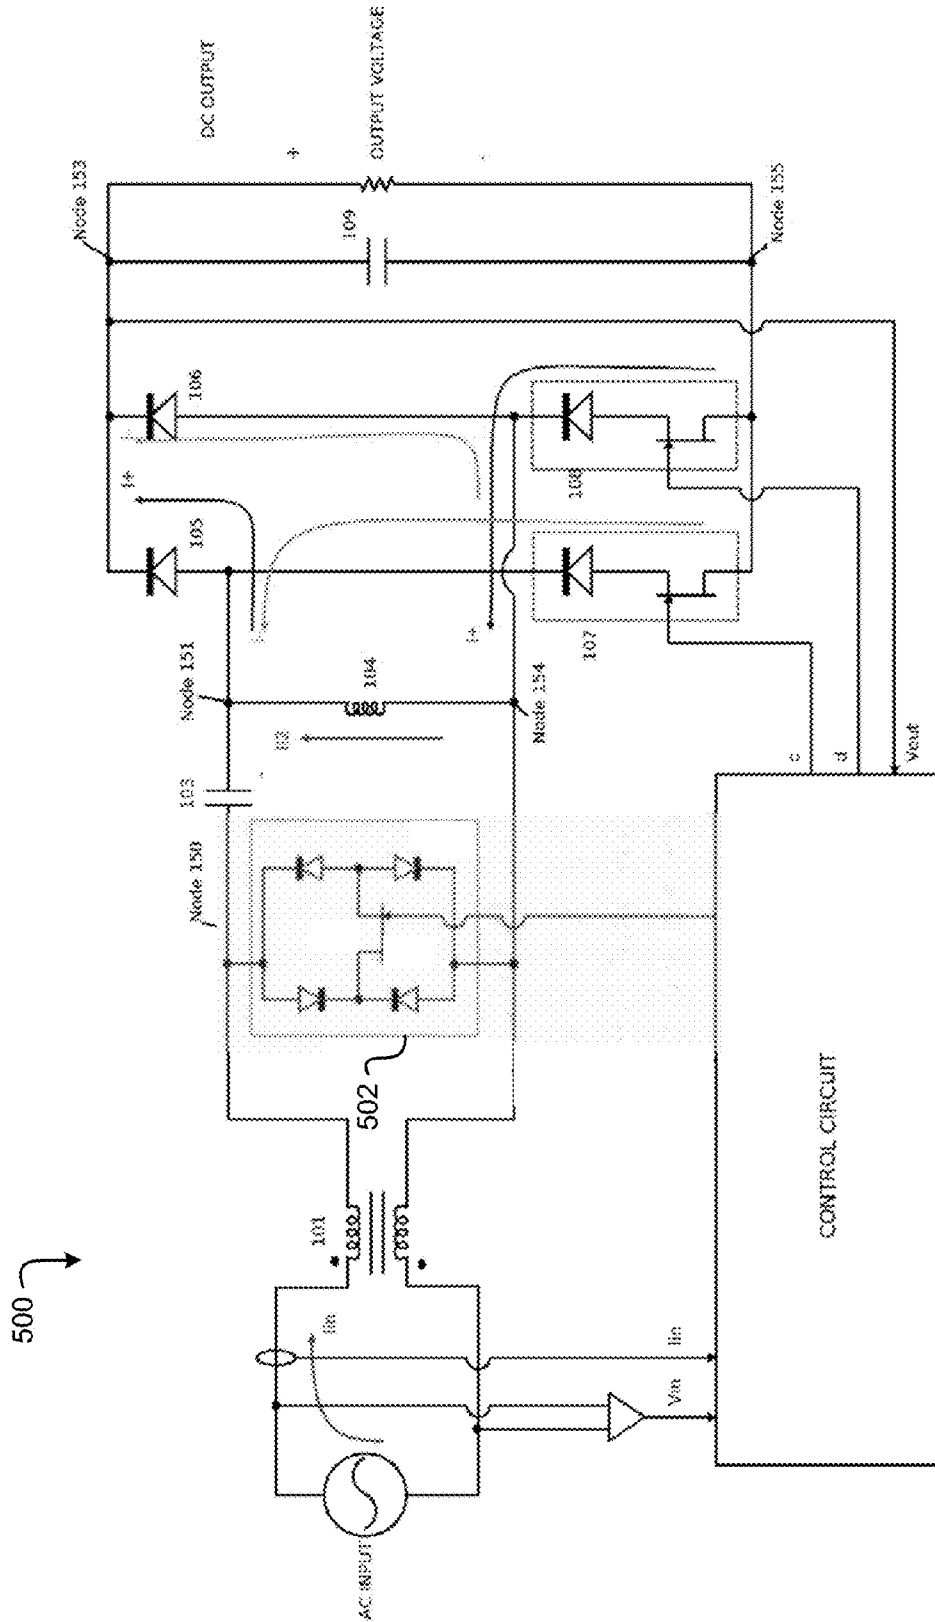 500
AC INPUT
Iin
101
502
Node 150
103
Node 151
104
Node 154
105
106
107
108
I+
I+
Node 153
109
Node 155
DC OUTPUT
+
OUTPUT VOLTAGE
-
Vin
Iin
CONTROL CIRCUIT
c
d
Vout